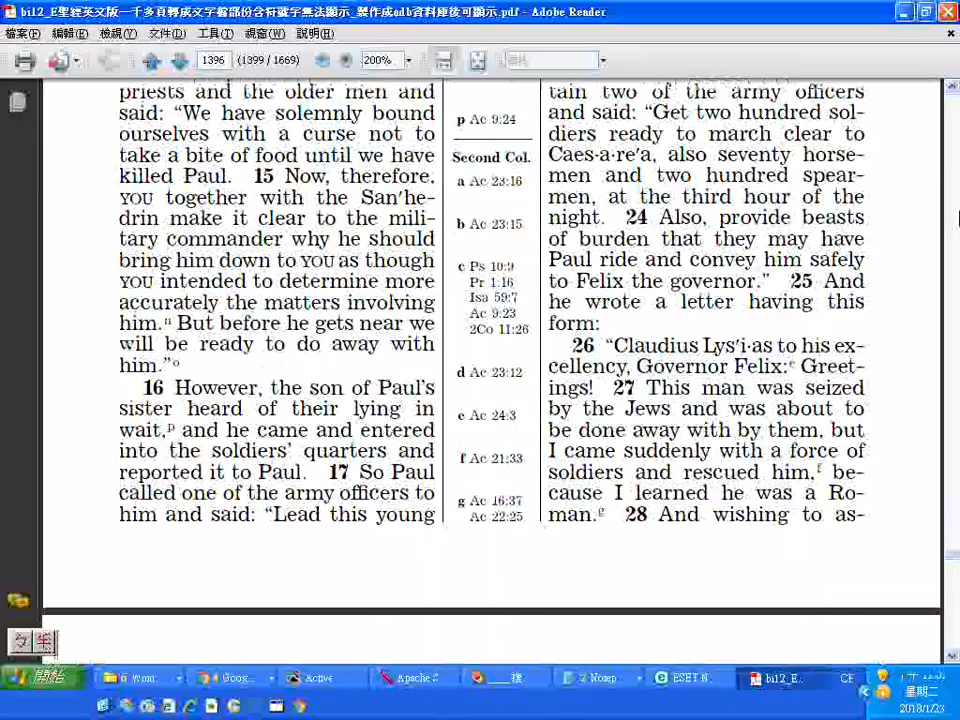 bi12_E聖經英文版一千多頁轉成文字檔部份含符號字無法顯示_製作成adb資料庫後可顯示.pdf - Adobe Reader
檔案(F) 編輯(E) 檢視(V) 文件(D) 工具(T) 視窗(W) 說明(H)
1396 (1399 / 1669) 200% 尋找
priests and the older men and
said: “We have solemnly bound
ourselves with a curse not to
take a bite of food until we have
killed Paul. 15 Now, therefore,
YOU together with the San′he-
drin make it clear to the mili-
tary commander why he should
bring him down to YOU as though
YOU intended to determine more
accurately the matters involving
him.n But before he gets near we
will be ready to do away with
him.”o
16 However, the son of Paul’s
sister heard of their lying in
wait,p and he came and entered
into the soldiers’ quarters and
reported it to Paul. 17 So Paul
called one of the army officers to
him and said: “Lead this young
p Ac 9:24
Second Col.
a Ac 23:16
b Ac 23:15
c Ps 10:9
Pr 1:16
Isa 59:7
Ac 9:23
2Co 11:26
d Ac 23:12
e Ac 24:3
f Ac 21:33
g Ac 16:37
Ac 22:25
tain two of the army officers
and said: “Get two hundred sol-
diers ready to march clear to
Caes·a·re′a, also seventy horse-
men and two hundred spear-
men, at the third hour of the
night. 24 Also, provide beasts
of burden that they may have
Paul ride and convey him safely
to Felix the governor.” 25 And
he wrote a letter having this
form:
26 “Claudius Lys′i·as to his ex-
cellency, Governor Felix:e Greet-
ings! 27 This man was seized
by the Jews and was about to
be done away with by them, but
I came suddenly with a force of
soldiers and rescued him,f be-
cause I learned he was a Ro-
man.g 28 And wishing to as-
開始 6 Wind... Goog... Active Apache 2 2 Notep... ESET N... bi12_E... CH
星期二
2018/1/23